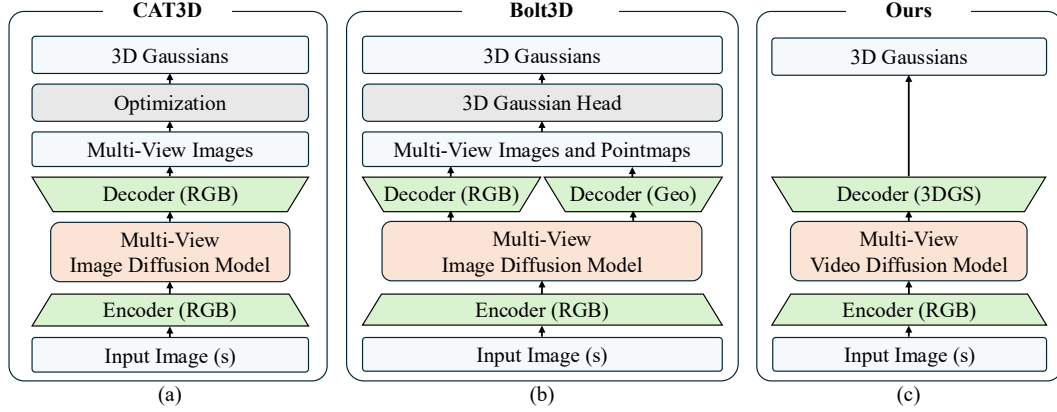 CAT3D
3D Gaussians
Optimization
Multi-View Images
Decoder (RGB)
Multi-View
Image Diffusion Model
Encoder (RGB)
Input Image (s)
(a)
Bolt3D
3D Gaussians
3D Gaussian Head
Multi-View Images and Pointmaps
Decoder (RGB)
Decoder (Geo)
Multi-View
Image Diffusion Model
Encoder (RGB)
Input Image (s)
(b)
Ours
3D Gaussians
Decoder (3DGS)
Multi-View
Video Diffusion Model
Encoder (RGB)
Input Image (s)
(c)